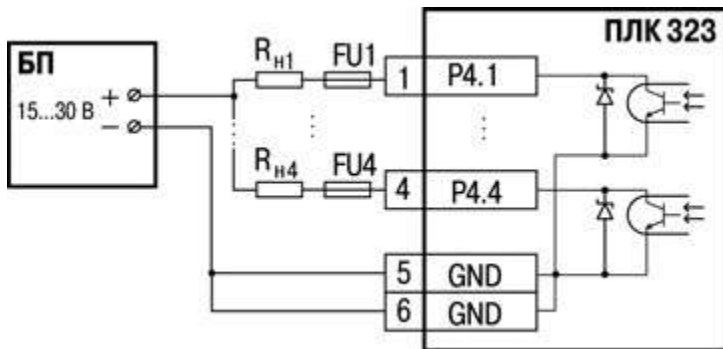 ПЛК 323
БП
15...30 В
+
–
Rн1
FU1
1
P4.1
Rн4
FU4
4
P4.4
5
GND
6
GND